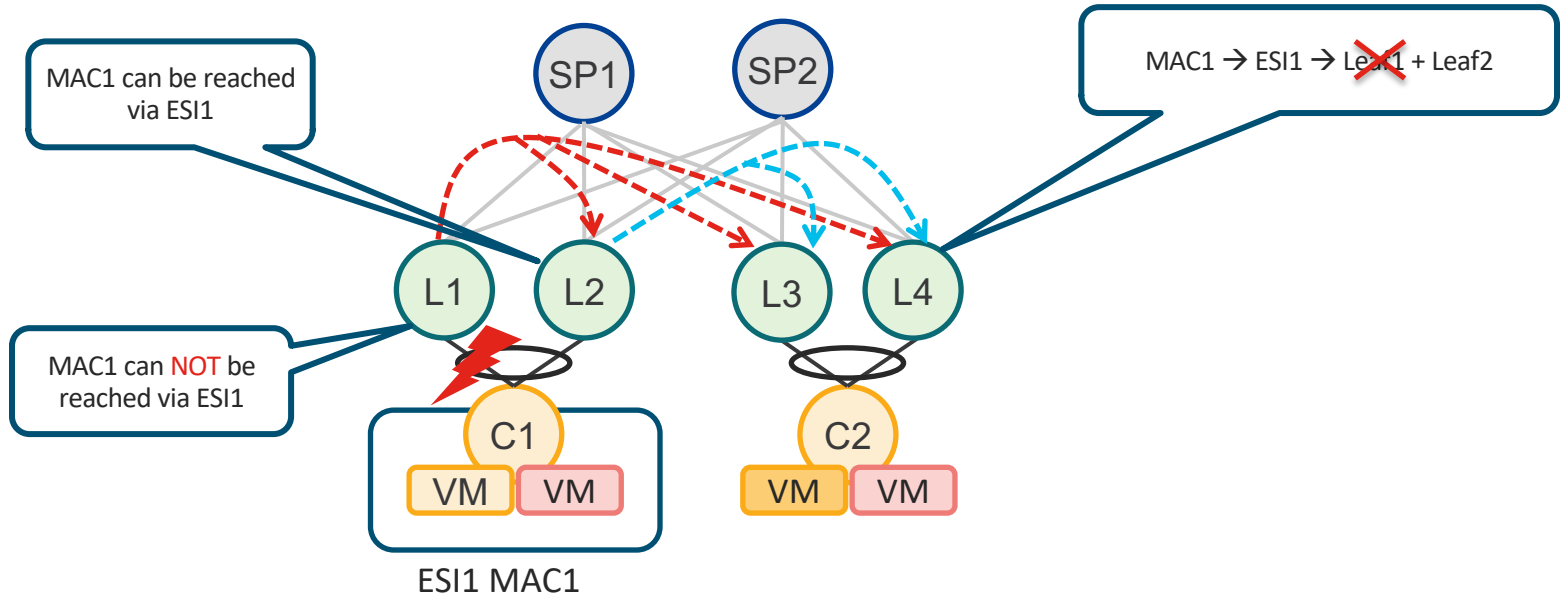 SP1
SP2
MAC1 can be reached
via ESI1
MAC1 → ESI1 → Leaf1 + Leaf2
L1
L2
L3
L4
MAC1 can NOT be
reached via ESI1
C1
C2
VM
VM
VM
VM
ESI1 MAC1